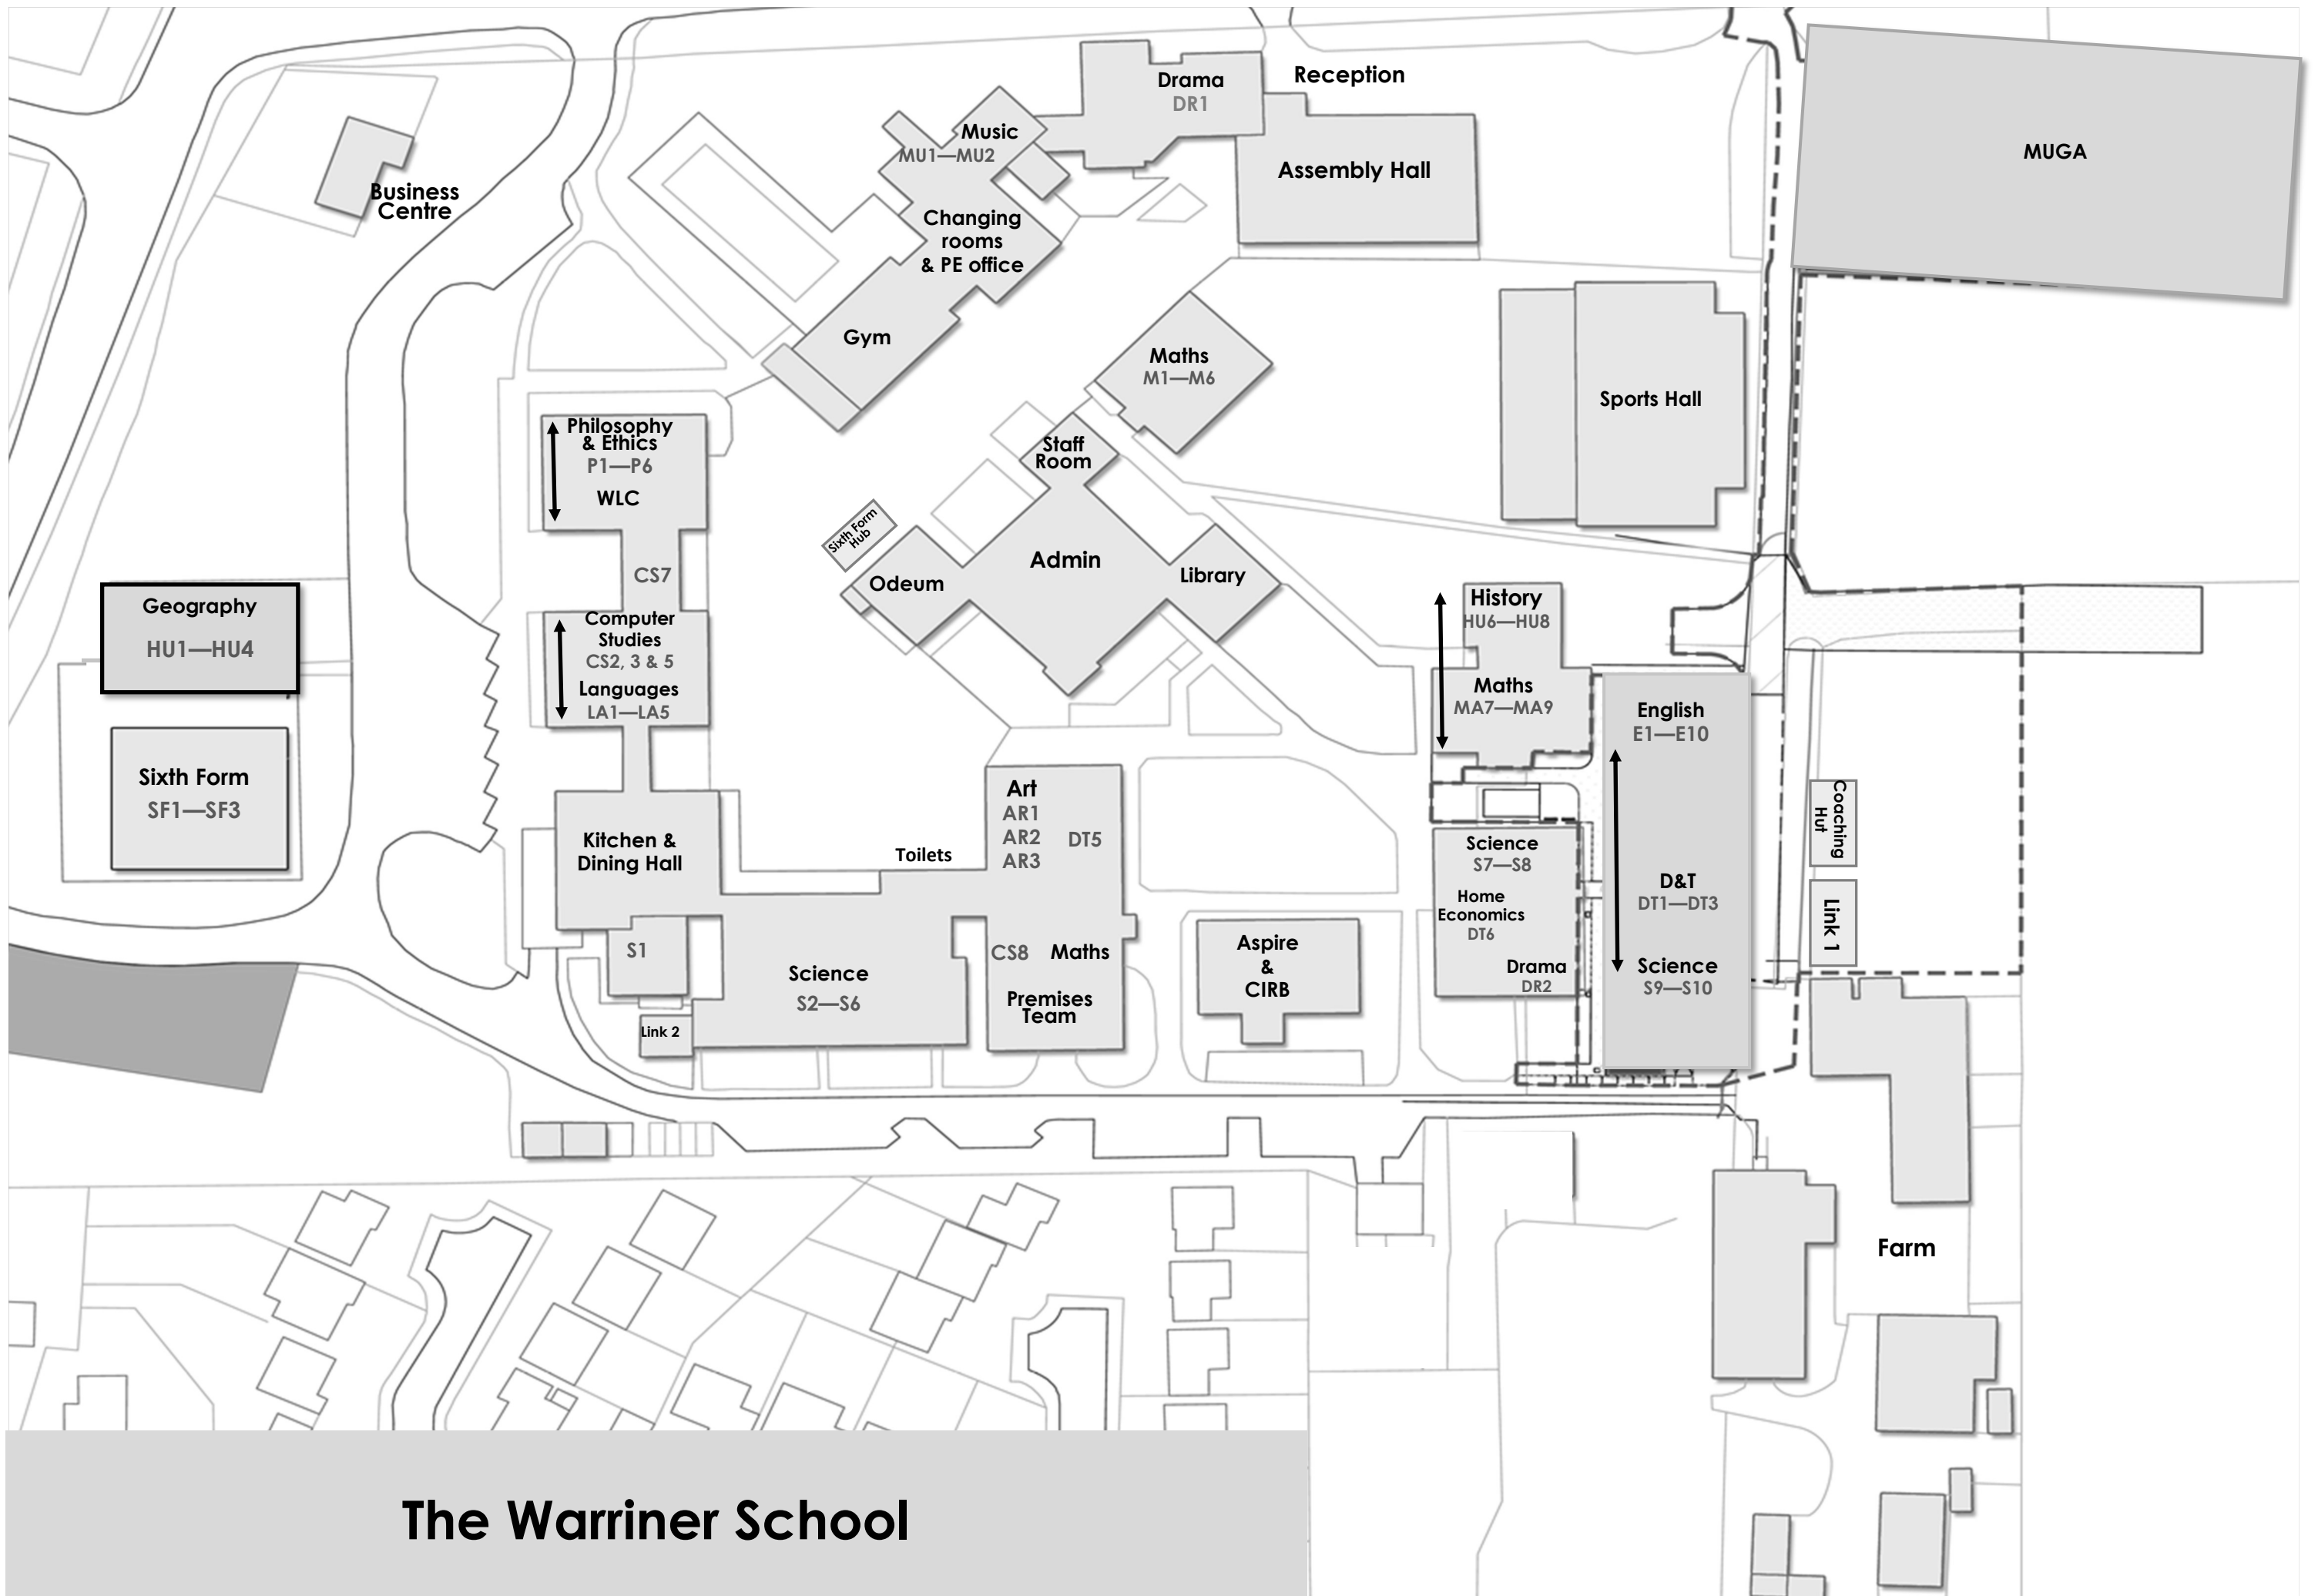 Drama
DR1
Reception
Music
MU1—MU2
Assembly Hall
MUGA
Business
Centre
Changing
rooms
& PE office
Gym
Maths
M1—M6
Sports Hall
Philosophy
& Ethics
P1—P6
WLC
Staff
Room
Sixth Form
Hub
Odeum
Admin
Library
CS7
Geography
HU1—HU4
Computer
Studies
CS2, 3 & 5
Languages
LA1—LA5
History
HU6—HU8
Maths
MA7—MA9
English
E1—E10
Sixth Form
SF1—SF3
Kitchen &
Dining Hall
Toilets
Art
AR1
AR2
AR3
DT5
Science
S7—S8
Home
Economics
DT6
Drama
DR2
D&T
DT1—DT3
Science
S9—S10
Coaching
Hut
Link 1
S1
Science
S2—S6
Link 2
CS8
Maths
Premises
Team
Aspire
&
CIRB
Farm
The Warriner School